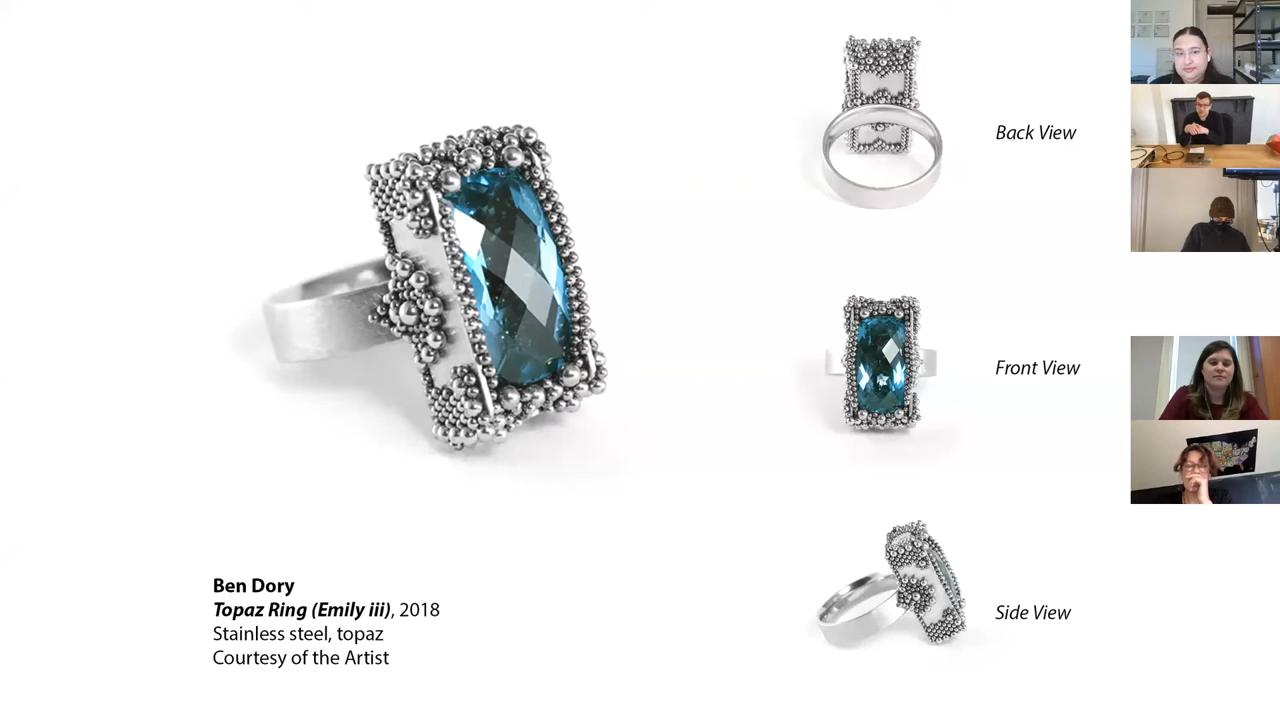 Back View
Front View
Ben Dory
Topaz Ring (Emily iii), 2018
Stainless steel, topaz
Courtesy of the Artist
Side View